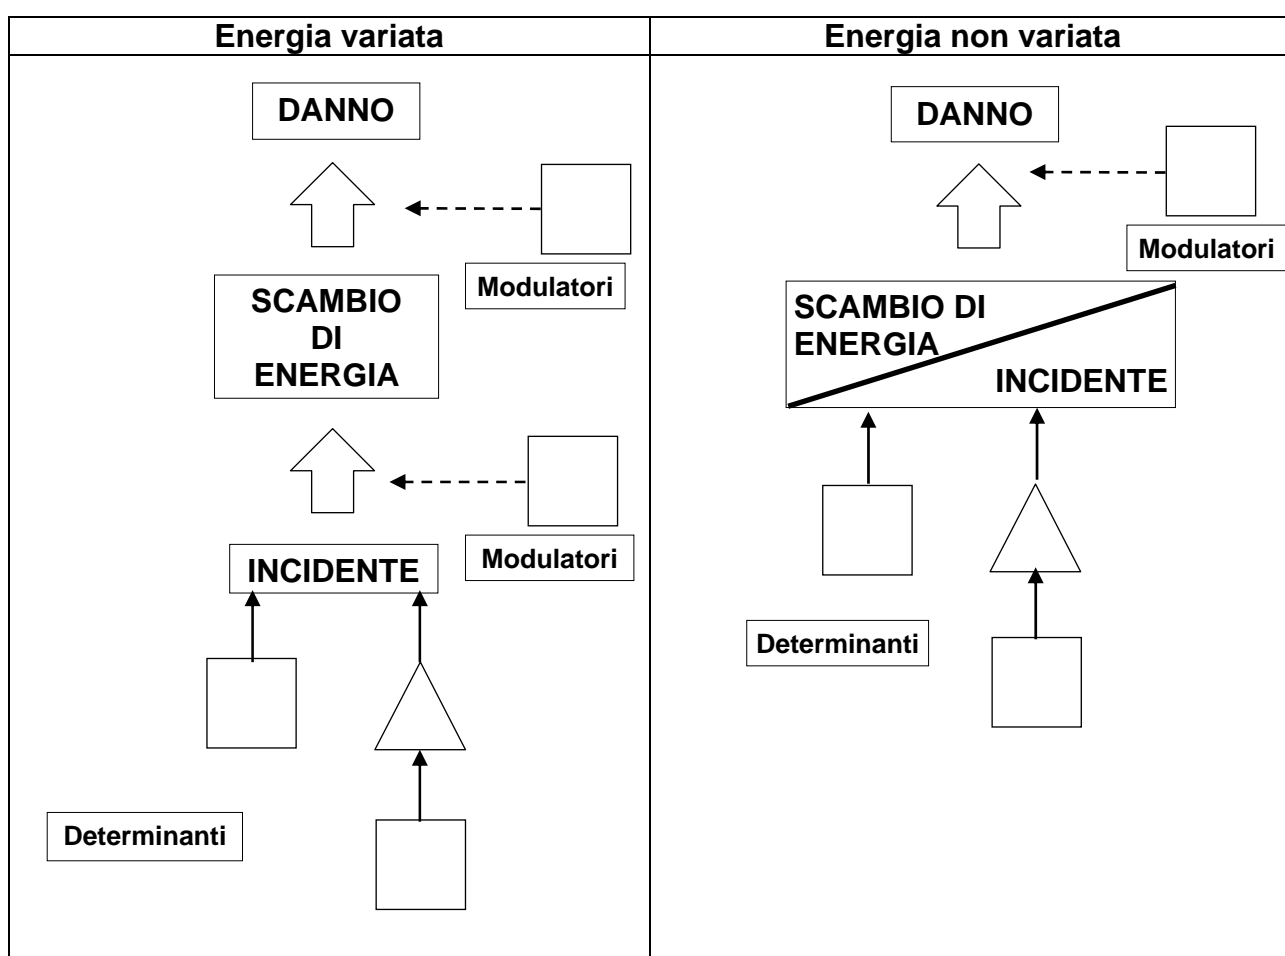 Energia variata
DANNO
Modulatori
SCAMBIO
DI
ENERGIA
Modulatori
INCIDENTE
Determinanti
Energia non variata
DANNO
Modulatori
SCAMBIO DI
ENERGIA
INCIDENTE
Determinanti